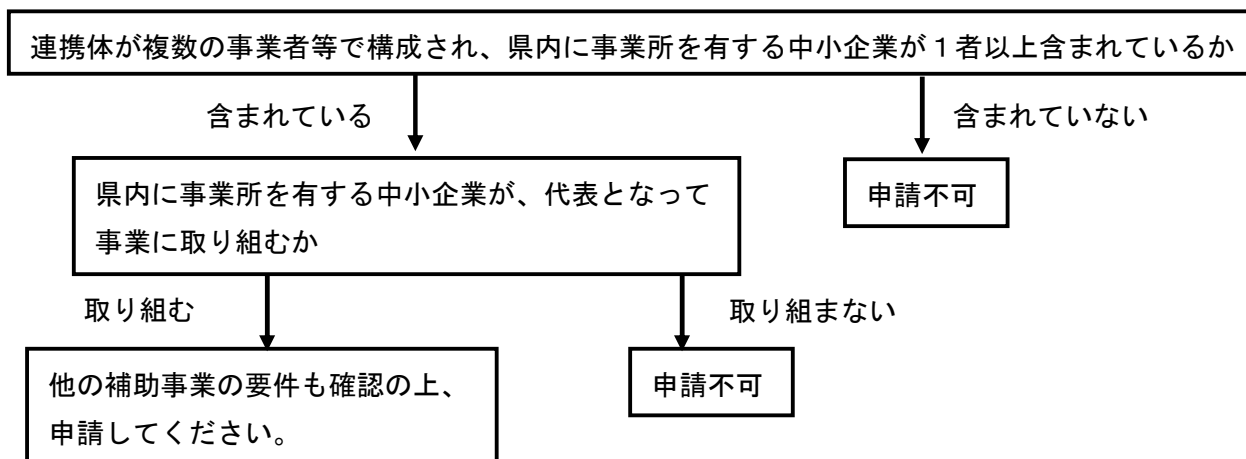 連携体が複数の事業者等で構成され、県内に事業所を有する中小企業が１者以上含まれているか
含まれている
含まれていない
県内に事業所を有する中小企業が、代表となって
事業に取り組むか
申請不可
取り組む
取り組まない
他の補助事業の要件も確認の上、
申請してください。
申請不可